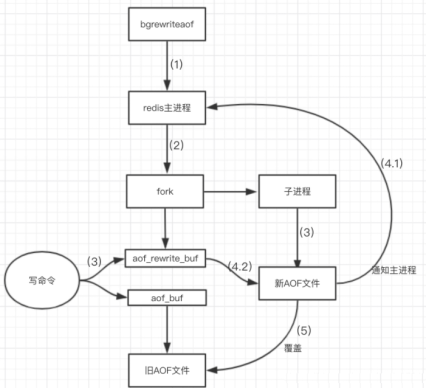 bgrewriteaof
(1)
redis主进程
(2)
(4.1)
fork
子进程
(3)
(3)
aof_rewrite_buf
(4.2)
通知主进程
写命令
新AOF文件
aof_buf
(5)
覆盖
旧AOF文件